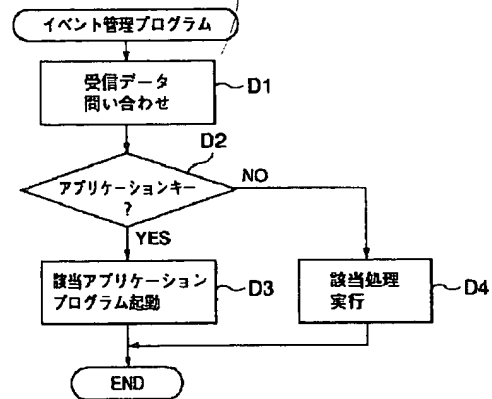 イベント管理プログラム
受信データ
問い合わせ
D1
D2
アプリケーションキー
?
NO
YES
該当アプリケーション
プログラム起動
D3
該当処理
実行
D4
END